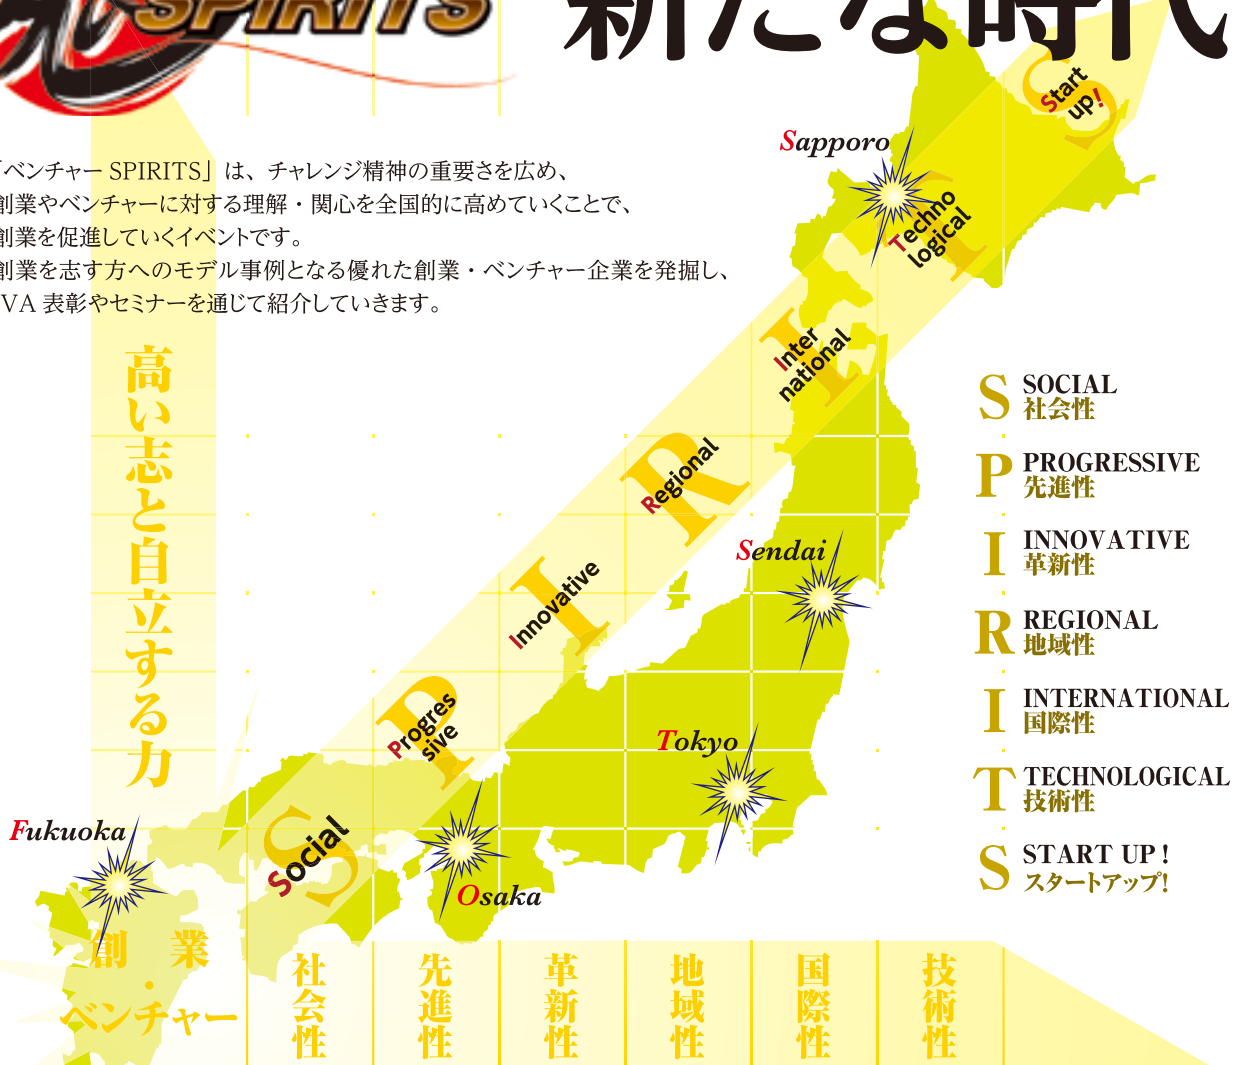 SPIRITS
新たな時代
「ベンチャー SPIRITS」は、チャレンジ精神の重要さを広め、
創業やベンチャーに対する理解・関心を全国的に高めていくことで、
創業を促進していくイベントです。
創業を志す方へのモデル事例となる優れた創業・ベンチャー企業を発掘し、
VA 表彰やセミナーを通じて紹介していきます。
高い志と自立する力
S
Start
up!
Sapporo
T
Techno
logical
I
Inter
national
R
Regional
Sendai
I
Innovative
P
Progres
sive
Tokyo
S
Social
Fukuoka
Osaka
S
SOCIAL
社会性
P
PROGRESSIVE
先進性
I
INNOVATIVE
革新性
R
REGIONAL
地域性
I
INTERNATIONAL
国際性
T
TECHNOLOGICAL
技術性
S
START UP !
スタートアップ!
創業
・
ベンチャー
社会性
先進性
革新性
地域性
国際性
技術性